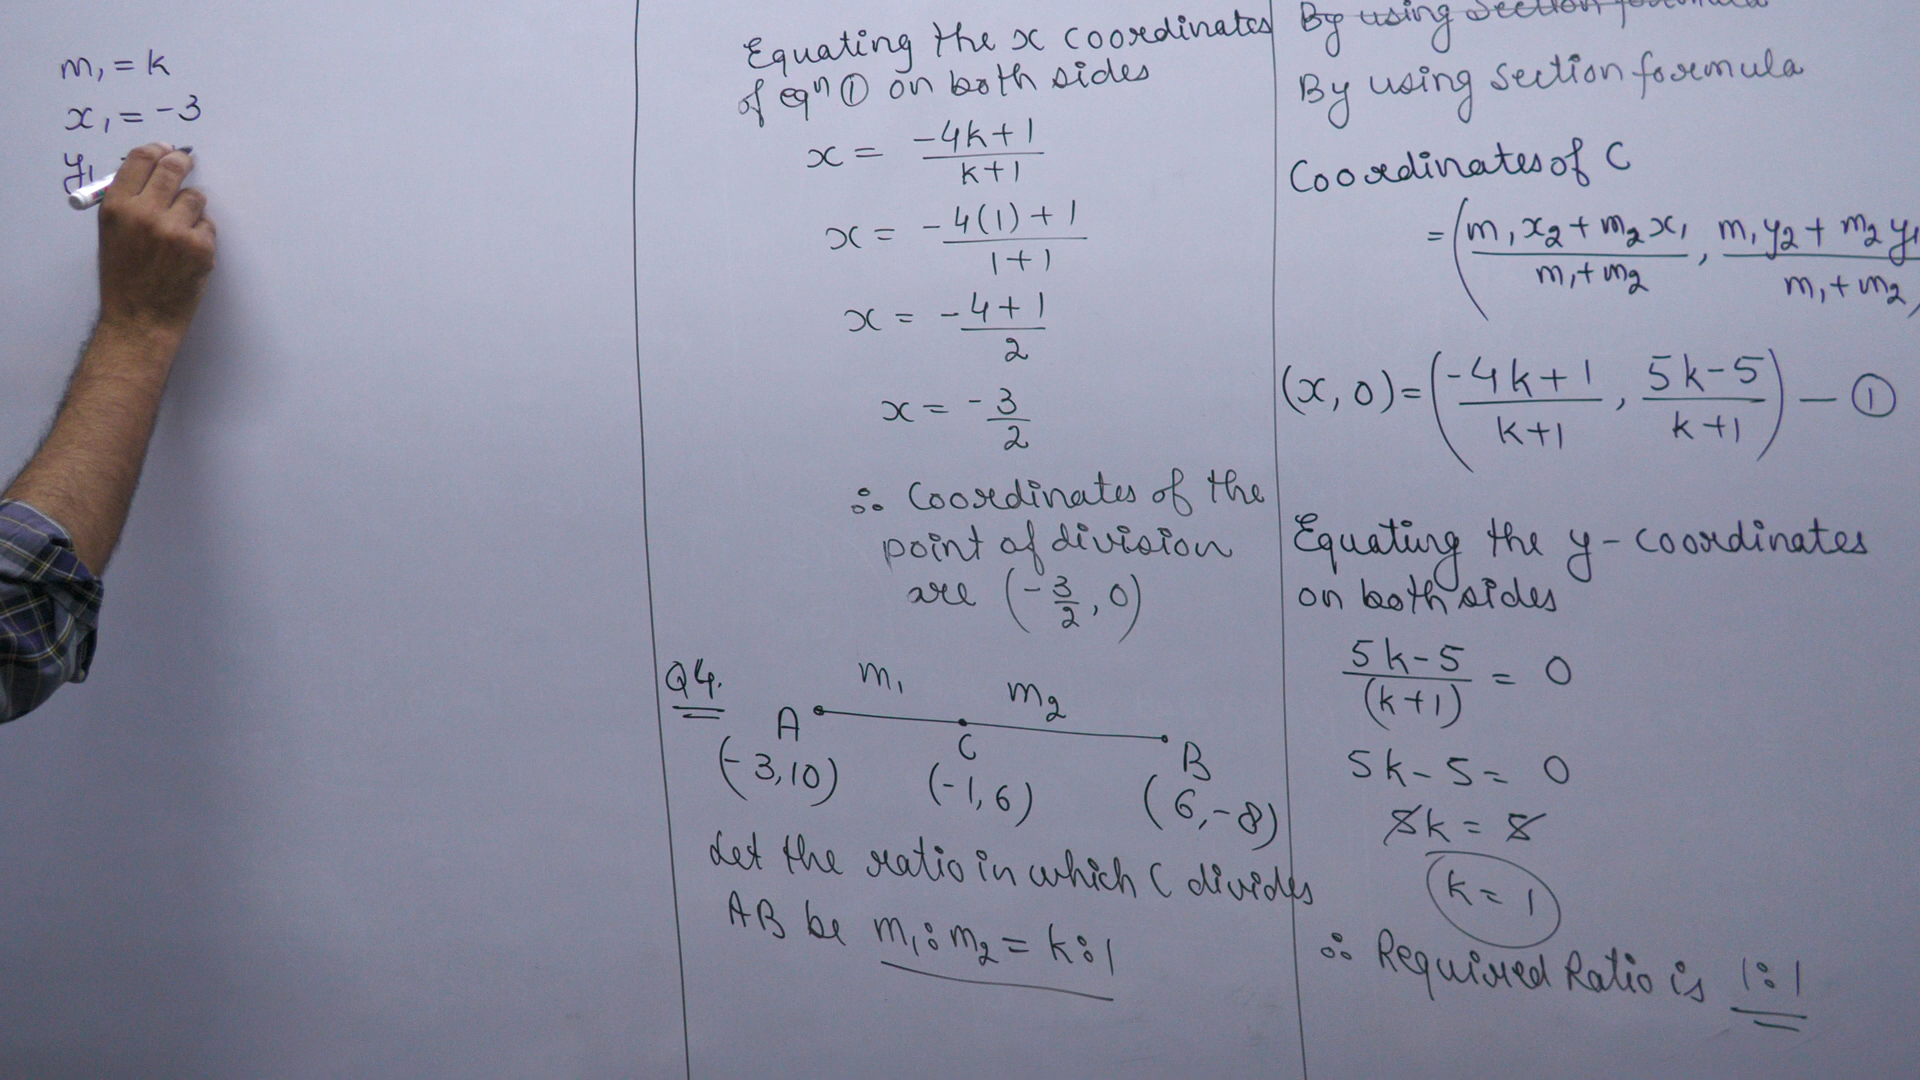 m₁ = k
x₁ = -3
y₁
Equating the x coordinates
of eqⁿ ① on both sides
x = (-4k+1)/(k+1)
x = (-4(1)+1)/(1+1)
x = (-4+1)/2
x = -3/2
∴ Coordinates of the
point of division
are (-3/2, 0)
Q4.
m₁ m₂
A C B
(-3,10) (-1,6) (6,-8)
Let the ratio in which C divides
AB be m₁:m₂ = k:1
By using section formula
By using section formula
Coordinates of C
= ((m₁x₂+m₂x₁)/(m₁+m₂), (m₁y₂+m₂y₁)/(m₁+m₂)
(x,0) = ((-4k+1)/(k+1), (5k-5)/(k+1)) — ①
Equating the y-coordinates
on both sides
(5k-5)/(k+1) = 0
5k-5 = 0
5k = 5
k = 1
∴ Required Ratio is 1:1